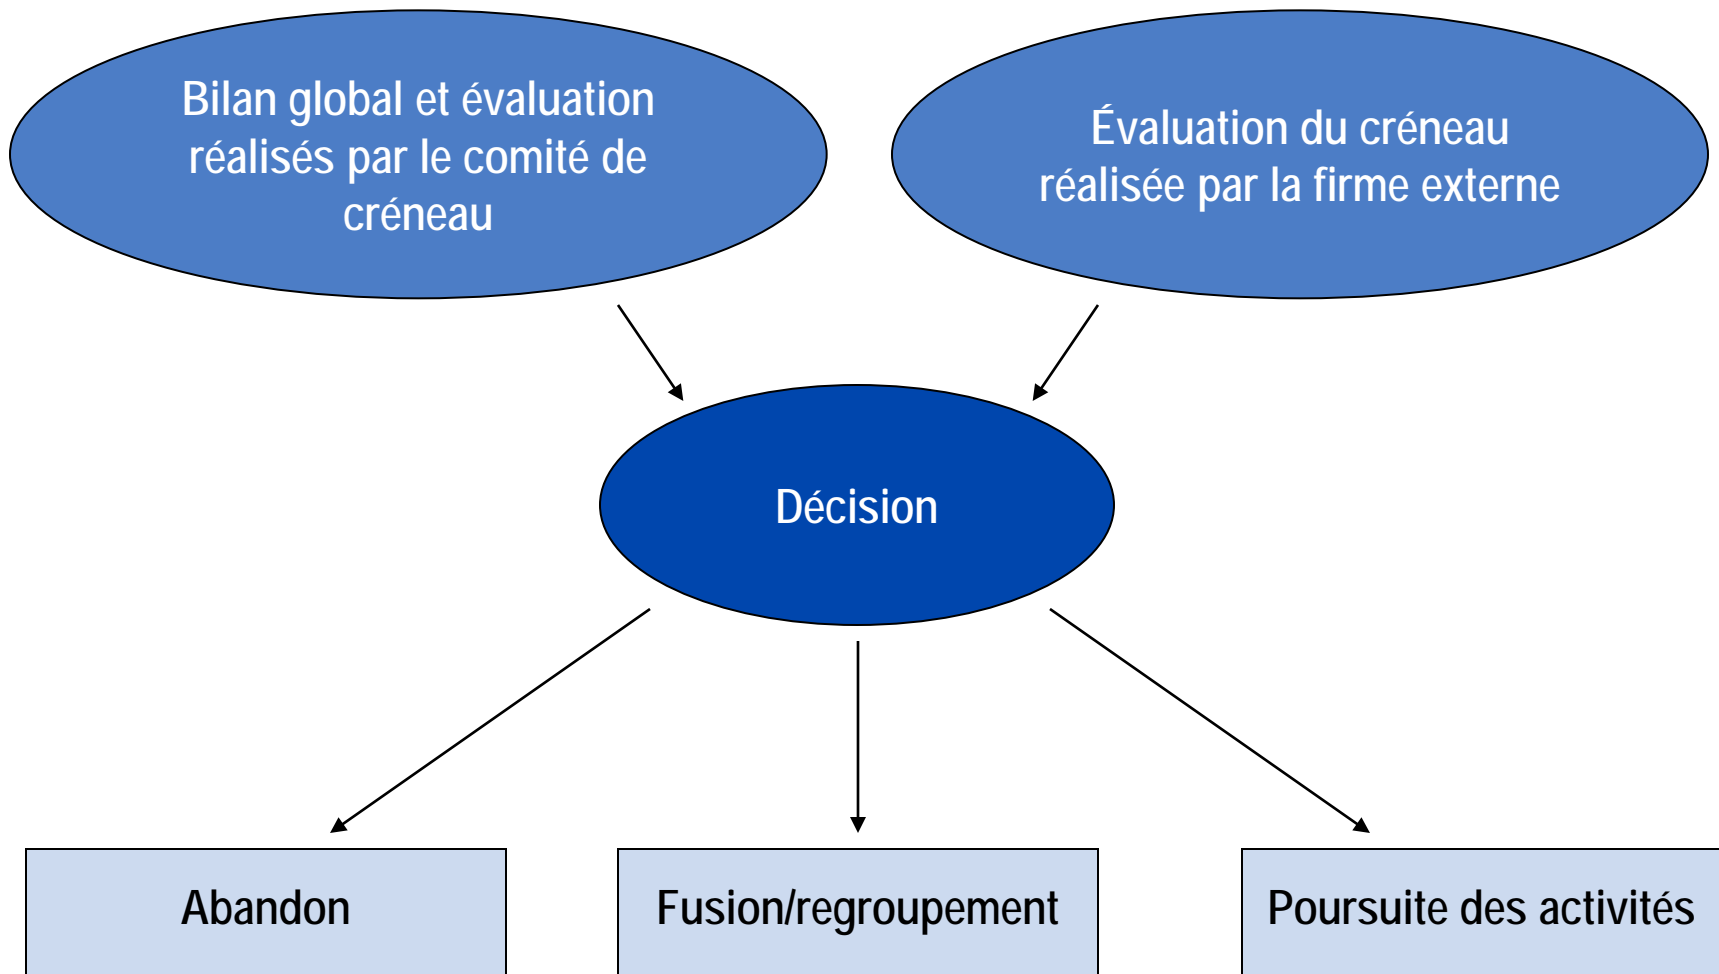 Bilan global et évaluation
réalisés par le comité de
créneau
Évaluation du créneau
réalisée par la firme externe
Décision
Abandon
Fusion/regroupement
Poursuite des activités